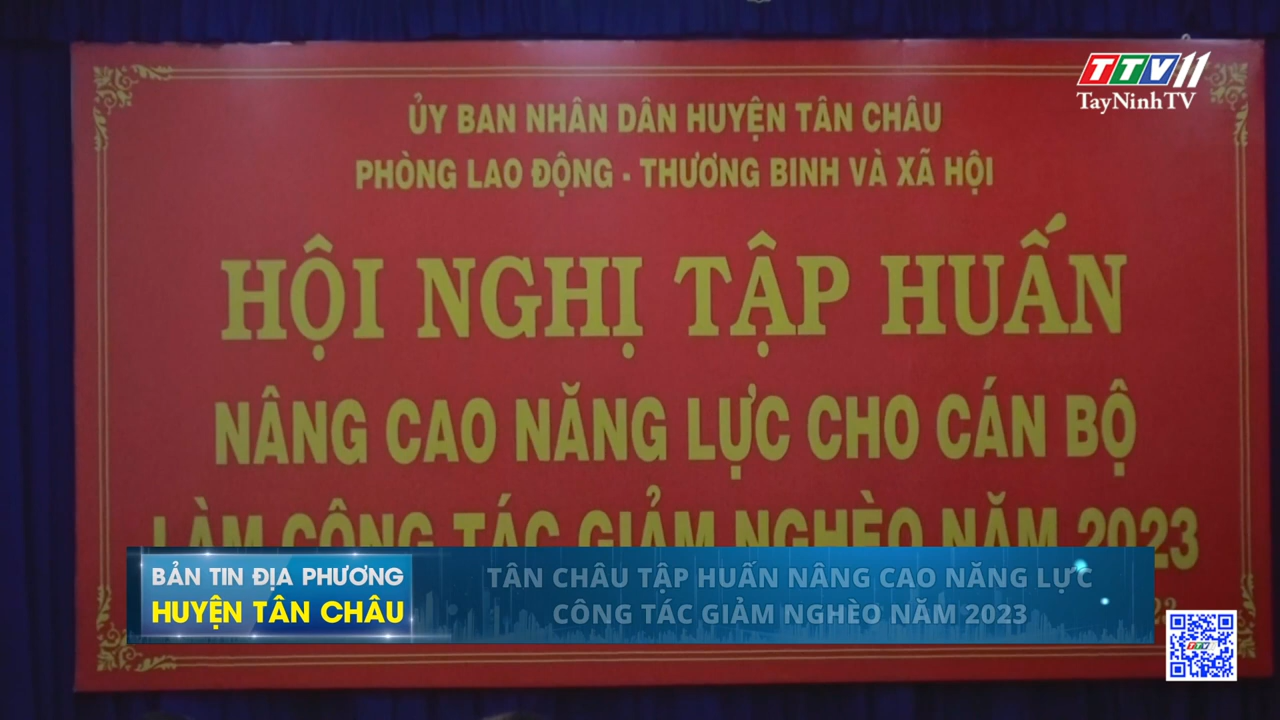 TTV11
TayNinhTV
ỦY BAN NHÂN DÂN HUYỆN TÂN CHÂU
PHÒNG LAO ĐỘNG - THƯƠNG BINH VÀ XÃ HỘI
HỘI NGHỊ TẬP HUẤN
NÂNG CAO NĂNG LỰC CHO CÁN BỘ
LÀM CÔNG TÁC GIẢM NGHÈO NĂM 2023
BẢN TIN ĐỊA PHƯƠNG
HUYỆN TÂN CHÂU
TÂN CHÂU TẬP HUẤN NÂNG CAO NĂNG LỰC
CÔNG TÁC GIẢM NGHÈO NĂM 2023